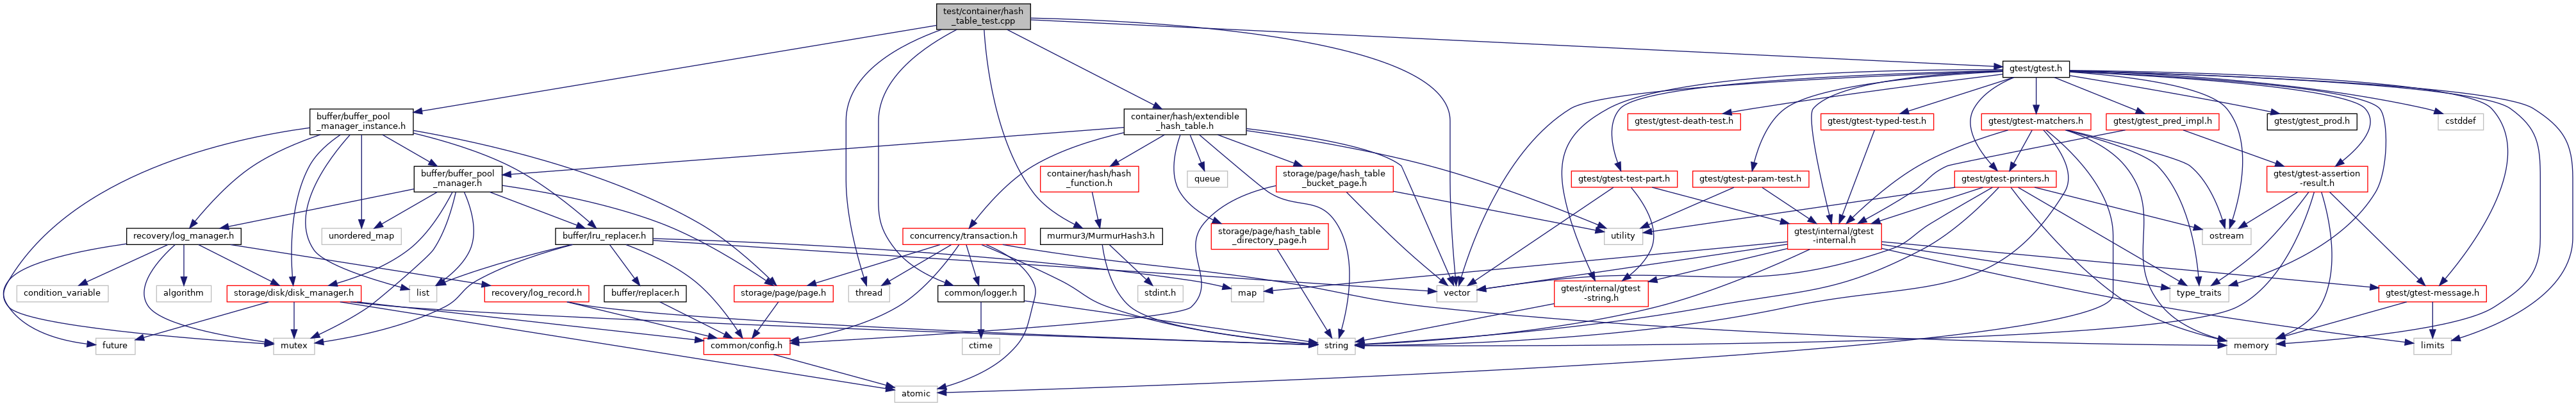 test/container/hash
_table_test.cpp
gtest/gtest.h
buffer/buffer_pool
_manager_instance.h
container/hash/extendible
_hash_table.h
gtest/gtest-death-test.h
gtest/gtest-typed-test.h
gtest/gtest-matchers.h
gtest/gtest_pred_impl.h
gtest/gtest_prod.h
cstddef
buffer/buffer_pool
_manager.h
container/hash/hash
_function.h
queue
storage/page/hash_table
_bucket_page.h
gtest/gtest-test-part.h
gtest/gtest-param-test.h
gtest/gtest-printers.h
gtest/gtest-assertion
-result.h
recovery/log_manager.h
unordered_map
buffer/lru_replacer.h
concurrency/transaction.h
murmur3/MurmurHash3.h
storage/page/hash_table
_directory_page.h
utility
gtest/internal/gtest
-internal.h
ostream
condition_variable
algorithm
storage/disk/disk_manager.h
list
recovery/log_record.h
buffer/replacer.h
storage/page/page.h
thread
common/logger.h
stdint.h
map
vector
gtest/internal/gtest
-string.h
type_traits
gtest/gtest-message.h
future
mutex
common/config.h
ctime
string
memory
limits
atomic